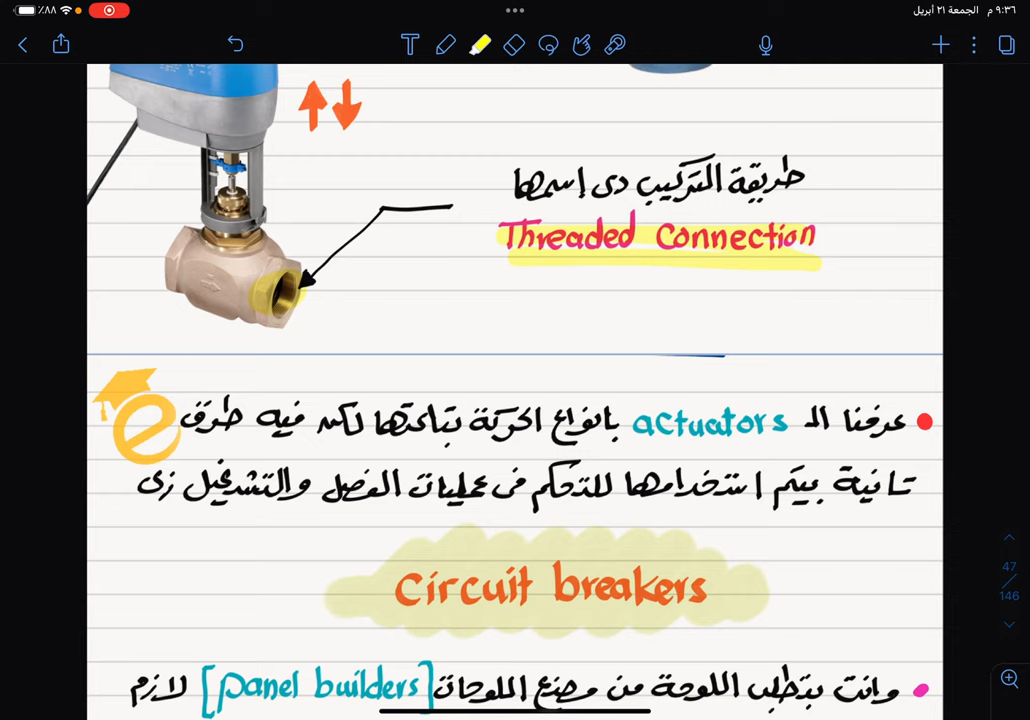 ٩:٣٦ م الجمعة ٢١ أبريل
٪٨٨
طريقة التركيب دى إسمها
Threaded Connection
عرفنا الـ actuators بانواع الحركة بتاعتها لكن فيه طرق
تانية بيتم استخدامها للتحكم فى عمليات الفصل والتشغيل زى
Circuit breakers
47
146
وانت بتطلب اللوحة من مصنع اللوحات [panel builders] لازم